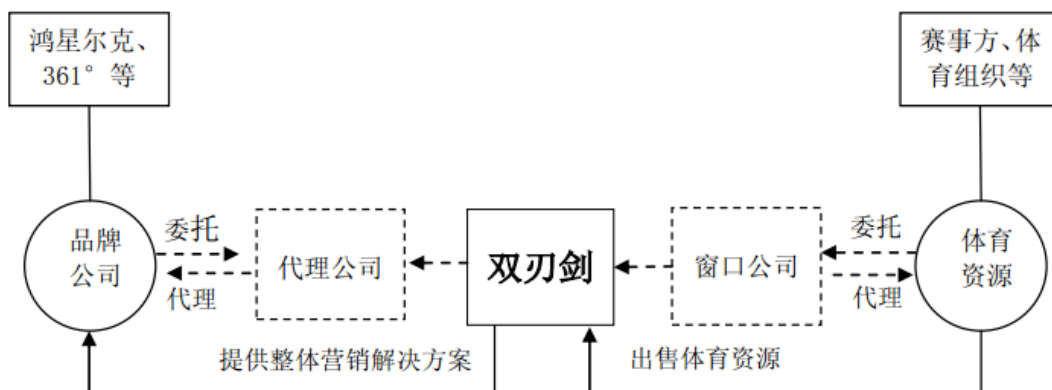 鸿星尔克、
361°等
赛事方、体
育组织等
品牌
公司
委托
代理
代理公司
双刃剑
窗口公司
委托
代理
体育
资源
提供整体营销解决方案
出售体育资源